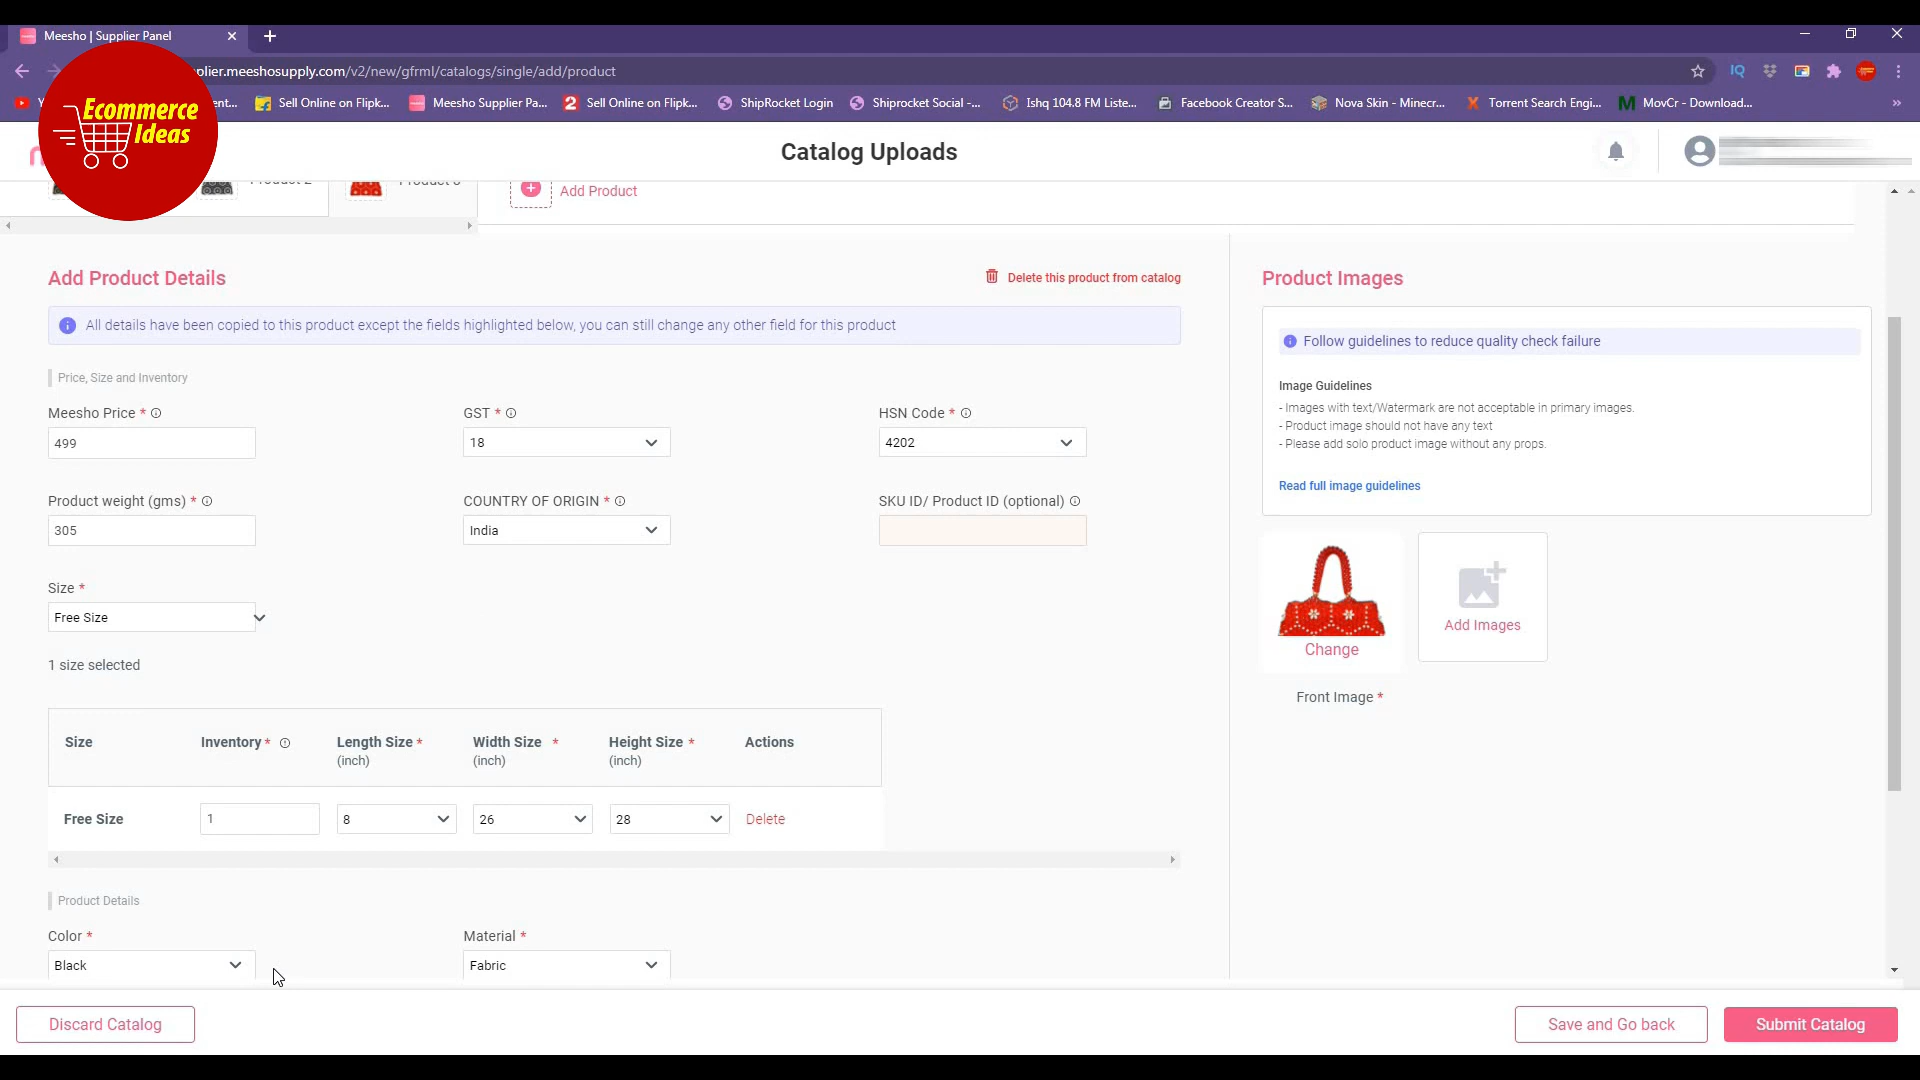 Meesho | Supplier Panel
plier.meeshosupply.com/v2/new/gfrml/catalogs/single/add/product
Y
ent...
Sell Online on Flipk...
Meesho Supplier Pa...
Sell Online on Flipk...
ShipRocket Login
Shiprocket Social -...
Ishq 104.8 FM Liste...
Facebook Creator S...
Nova Skin - Minecr...
Torrent Search Engi...
MovCr - Download...
Ecommerce
Ideas
Catalog Uploads
Product 2
Product 3
Add Product
Add Product Details
Delete this product from catalog
All details have been copied to this product except the fields highlighted below, you can still change any other field for this product
Price, Size and Inventory
Meesho Price *
GST *
HSN Code *
499
18
4202
Product weight (gms) *
COUNTRY OF ORIGIN *
SKU ID/ Product ID (optional)
305
India
Size *
Free Size
1 size selected
Size
Inventory *
Length Size *
(inch)
Width Size *
(inch)
Height Size *
(inch)
Actions
Free Size
1
8
26
28
Delete
Product Details
Color *
Material *
Black
Fabric
Product Images
Follow guidelines to reduce quality check failure
Image Guidelines
- Images with text/Watermark are not acceptable in primary images.
- Product image should not have any text
- Please add solo product image without any props.
Read full image guidelines
Change
Add Images
Front Image *
Discard Catalog
Save and Go back
Submit Catalog